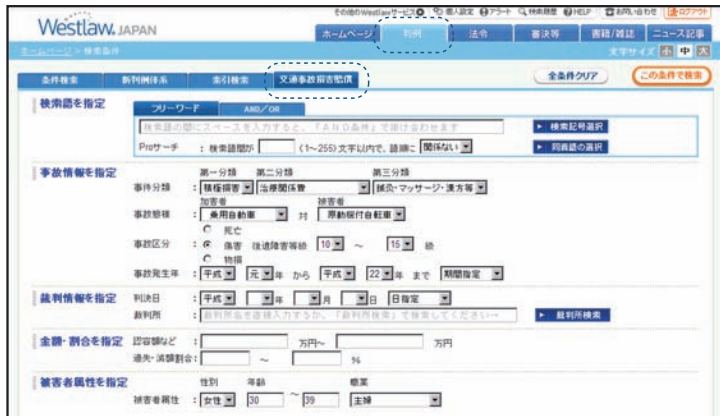 その他のWestlawサービス 個人設定 アラート 検索履歴 HELP お問い合わせ ログアウト
Westlaw. JAPAN
ホームページ 判例 法令 審決等 書籍/雑誌 ニュース記事
ホームページ > 検索条件 文字サイズ 小 中 大
条件検索 新判例体系 索引検索 交通事故損害賠償 全条件クリア この条件で検索
検索語を指定 フリーワード AND/OR
検索語の間にスペースを入力すると、「AND条件」で掛け合わせます 検索記号選択
Proサーチ : 検索語間が (1~255)文字以内で、語順に 関係ない 同義語の選択
事故情報を指定 第一分類 第二分類 第三分類
事件分類 : 積極損害 治療関係費 鍼灸・マッサージ・漢方等
加害者 被害者
事故態様 : 乗用自動車 対 原動機付自転車
死亡
事故区分 : 傷害 後遺障害等級 10 ~ 15 級
物損
事故発生年 : 平成 元 年 から 平成 22 年 まで 期間指定
裁判情報を指定 判決日 : 平成 年 月 日 日指定
裁判所 : 裁判所名を直接入力するか、「裁判所検索」で検索してください→ 裁判所検索
金額・割合を指定 認容額など : 万円~ 万円
過失・減額割合: ~ %
被害者属性を指定 性別 年齢 職業
被害者属性 : 女性 30 ~ 39 主婦